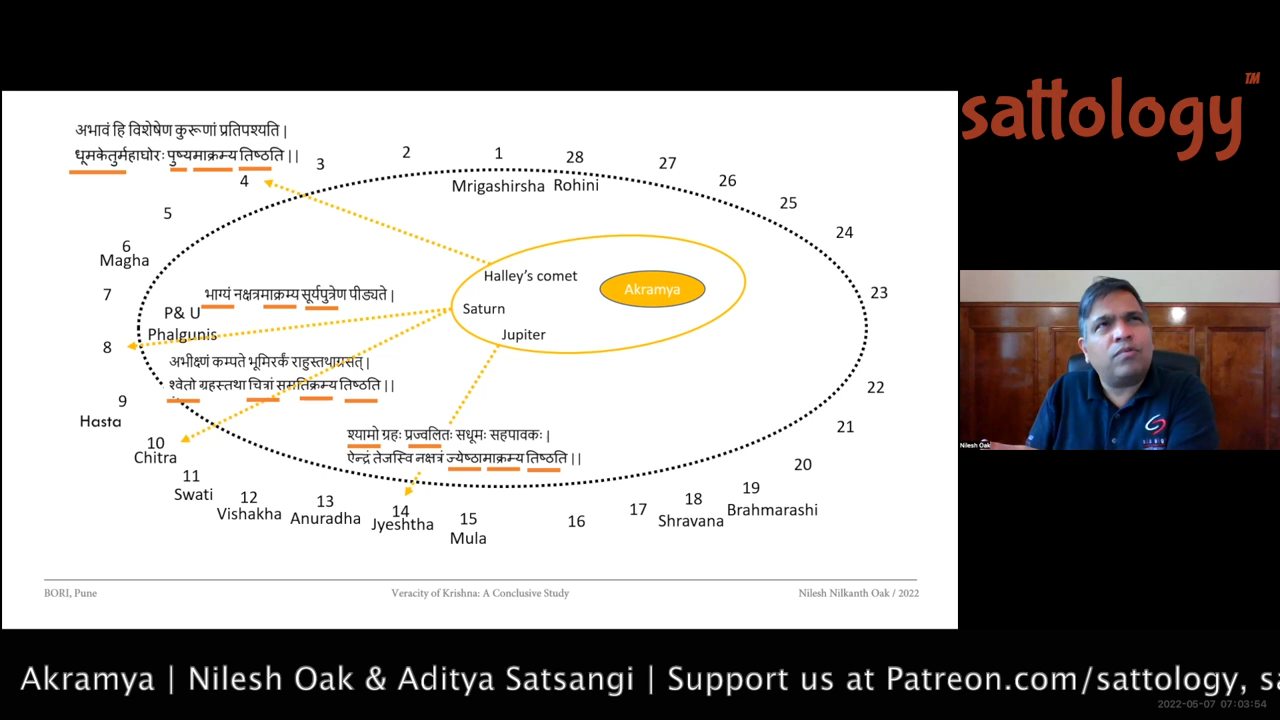 sattology™
अभावं हि विशेषेण कुरूणां प्रतिपश्यति |
धूमकेतुर्महाघोरः पुष्यमाक्रम्य तिष्ठति ||
4
3
2
1
Mrigashirsha
28
Rohini
27
26
25
24
23
22
21
20
5
6
Magha
7
P& U
Phalgunis
8
9
Hasta
Halley's comet
Akramya
Saturn
Jupiter
भाग्यं नक्षत्रमाक्रम्य सूर्यपुत्रेण पीड्यते |
अभीक्ष्णं कम्पते भूमिरर्कं राहुस्तथाग्रसत् |
श्वेतो ग्रहस्तथा चित्रां समतिक्रम्य तिष्ठति ||
श्यामो ग्रहः प्रज्वलितः सधूमः सहपावकः |
ऐन्द्रं तेजस्वि नक्षत्रं ज्येष्ठामाक्रम्य तिष्ठति ||
10
Chitra
11
Swati
12
Vishakha
13
Anuradha
14
Jyeshtha
15
Mula
16
17
18
Shravana
19
Brahmarashi
BORI, Pune
Veracity of Krishna: A Conclusive Study
Nilesh Nilkanth Oak / 2022
Nilesh Oak
Akramya | Nilesh Oak & Aditya Satsangi | Support us at Patreon.com/sattology, sa
2022-05-07 07:03:54